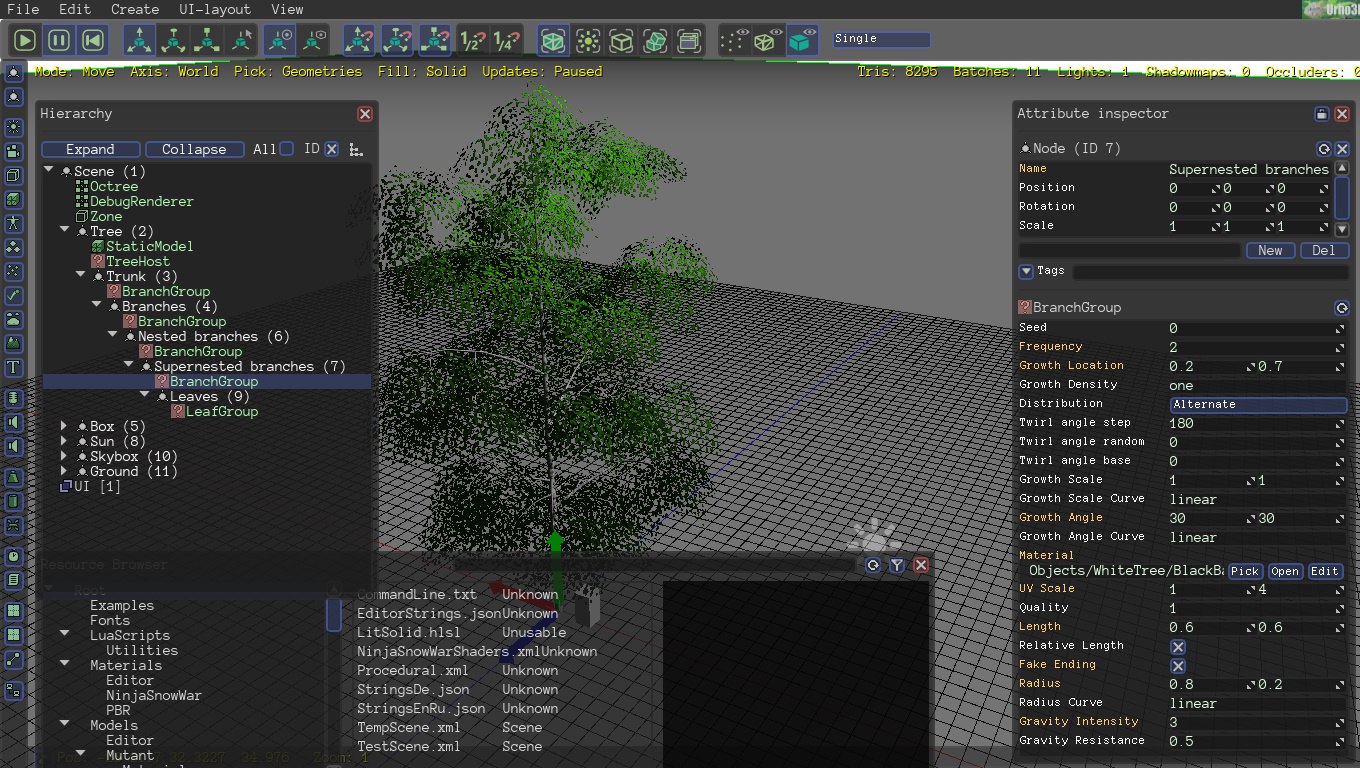 File Edit Create UI-layout View
Urho3
1/2? 1/4? Single
Mode: Move Axis: World Pick: Geometries Fill: Solid Updates: Paused
Tris: 8295 Batches: 11 Lights: 1 Shadowmaps: 0 Occluders: 0
Hierarchy
Expand Collapse All ID
Scene (1)
Octree
DebugRenderer
Zone
Tree (2)
StaticModel
TreeHost
Trunk (3)
BranchGroup
Branches (4)
BranchGroup
Nested branches (6)
BranchGroup
Supernested branches (7)
BranchGroup
Leaves (9)
LeafGroup
Box (5)
Sun (8)
Skybox (10)
Ground (11)
UI [1]
Resource Browser
Root
Examples
Fonts
LuaScripts
Utilities
Materials
Editor
NinjaSnowWar
PBR
Models
Editor
Mutant
Materials
CommandLine.txt Unknown
EditorStrings.json Unknown
LitSolid.hlsl Unusable
NinjaSnowWarShaders.xml Unknown
Procedural.xml Unknown
StringsDe.json Unknown
StringsEnRu.json Unknown
TempScene.xml Scene
TestScene.xml Scene
34.976 Zoom: 1
Attribute inspector
Node (ID 7)
Name Supernested branches
Position 0 0 0
Rotation 0 0 0
Scale 1 1 1
New Del
Tags
BranchGroup
Seed 0
Frequency 2
Growth Location 0.2 0.7
Growth Density one
Distribution Alternate
Twirl angle step 180
Twirl angle random 0
Twirl angle base 0
Growth Scale 1 1
Growth Scale Curve linear
Growth Angle 30 30
Growth Angle Curve linear
Material
Objects/WhiteTree/BlackBa Pick Open Edit
UV Scale 1 4
Quality 1
Length 0.6 0.6
Relative Length
Fake Ending
Radius 0.8 0.2
Radius Curve linear
Gravity Intensity 3
Gravity Resistance 0.5